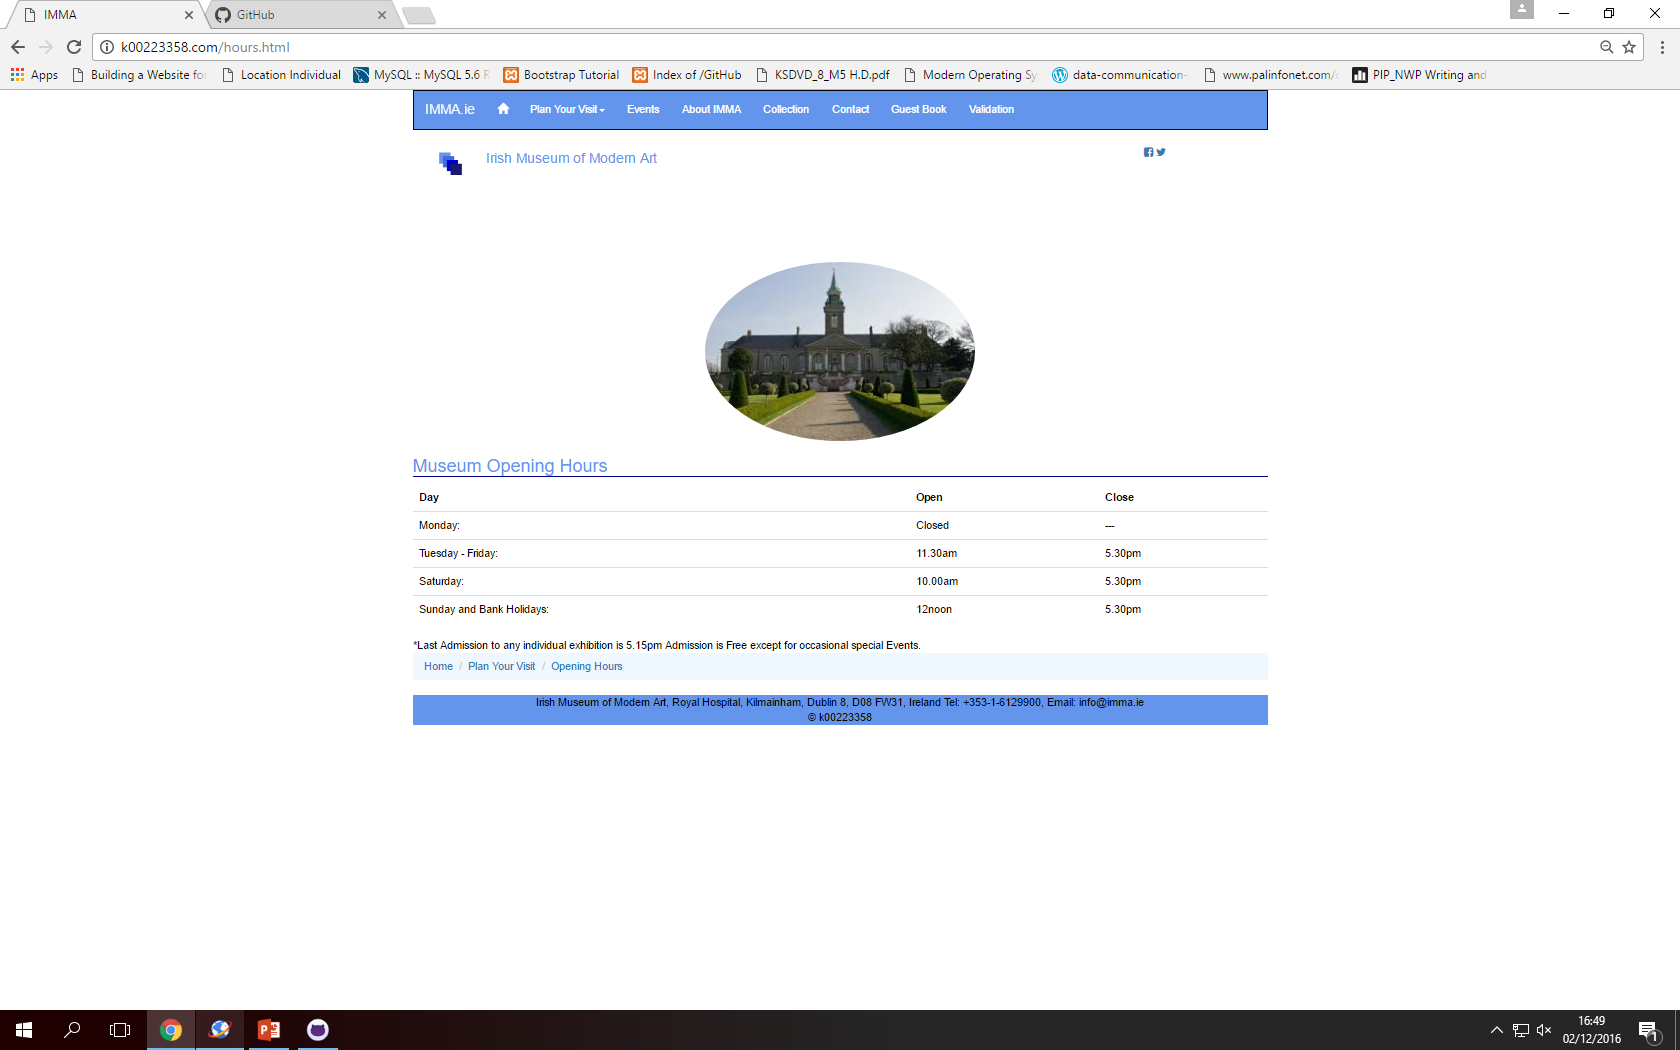 IMMA
GitHub
k00223358.com/hours.html
Apps
Building a Website for
Location Individual
MySQL :: MySQL 5.6 R
Bootstrap Tutorial
Index of /GitHub
KSDVD_8_M5 H.D.pdf
Modern Operating Sy
data-communication-
www.palinfonet.com/
PIP_NWP Writing and
IMMA.ie
Plan Your Visit
Events
About IMMA
Collection
Contact
Guest Book
Validation
Irish Museum of Modern Art
Museum Opening Hours
Day Open Close
Monday: Closed ---
Tuesday - Friday: 11.30am 5.30pm
Saturday: 10.00am 5.30pm
Sunday and Bank Holidays: 12noon 5.30pm
*Last Admission to any individual exhibition is 5.15pm Admission is Free except for occasional special Events.
Home / Plan Your Visit / Opening Hours
Irish Museum of Modern Art, Royal Hospital, Kilmainham, Dublin 8, D08 FW31, Ireland Tel: +353-1-6129900, Email: info@imma.ie
© k00223358
16:49
02/12/2016
1